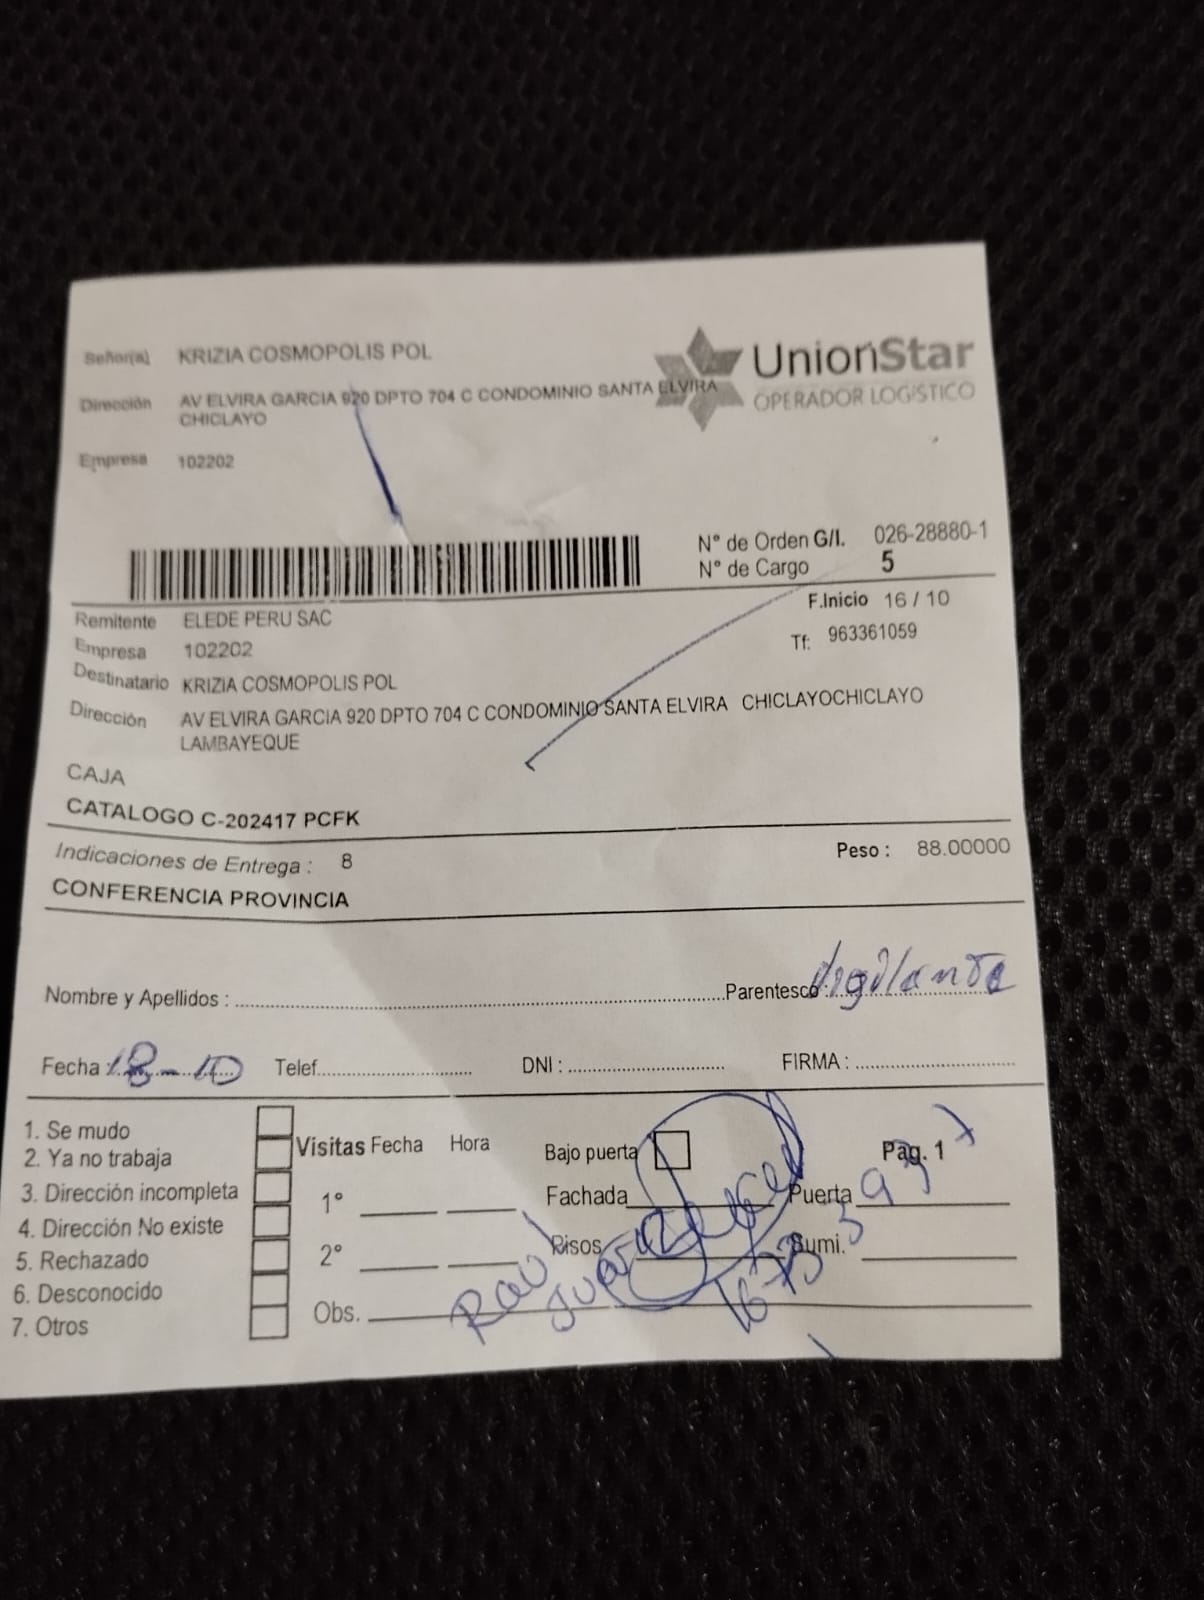 Señor(a) KRIZIA COSMOPOLIS POL
UnionStar
OPERADOR LOGÍSTICO
Dirección AV ELVIRA GARCIA 920 DPTO 704 C CONDOMINIO SANTA ELVIRA
CHICLAYO
Empresa 102202
N° de Orden G/I. 026-28880-1
N° de Cargo 5
F.Inicio 16 / 10
Remitente ELEDE PERU SAC
Tf: 963361059
Empresa 102202
Destinatario KRIZIA COSMOPOLIS POL
Dirección AV ELVIRA GARCIA 920 DPTO 704 C CONDOMINIO SANTA ELVIRA CHICLAYOCHICLAYO
LAMBAYEQUE
CAJA
CATALOGO C-202417 PCFK
Indicaciones de Entrega : 8 Peso : 88.00000
CONFERENCIA PROVINCIA
Nombre y Apellidos : Parentesco : Vigilante
Fecha : 18-10 Telef. DNI : FIRMA :
1. Se mudo
2. Ya no trabaja
3. Dirección incompleta
4. Dirección No existe
5. Rechazado
6. Desconocido
7. Otros
Visitas Fecha Hora
1°
2°
Obs.
Bajo puerta Pag. 1
Fachada Puerta
Pisos Sumi.
Raul